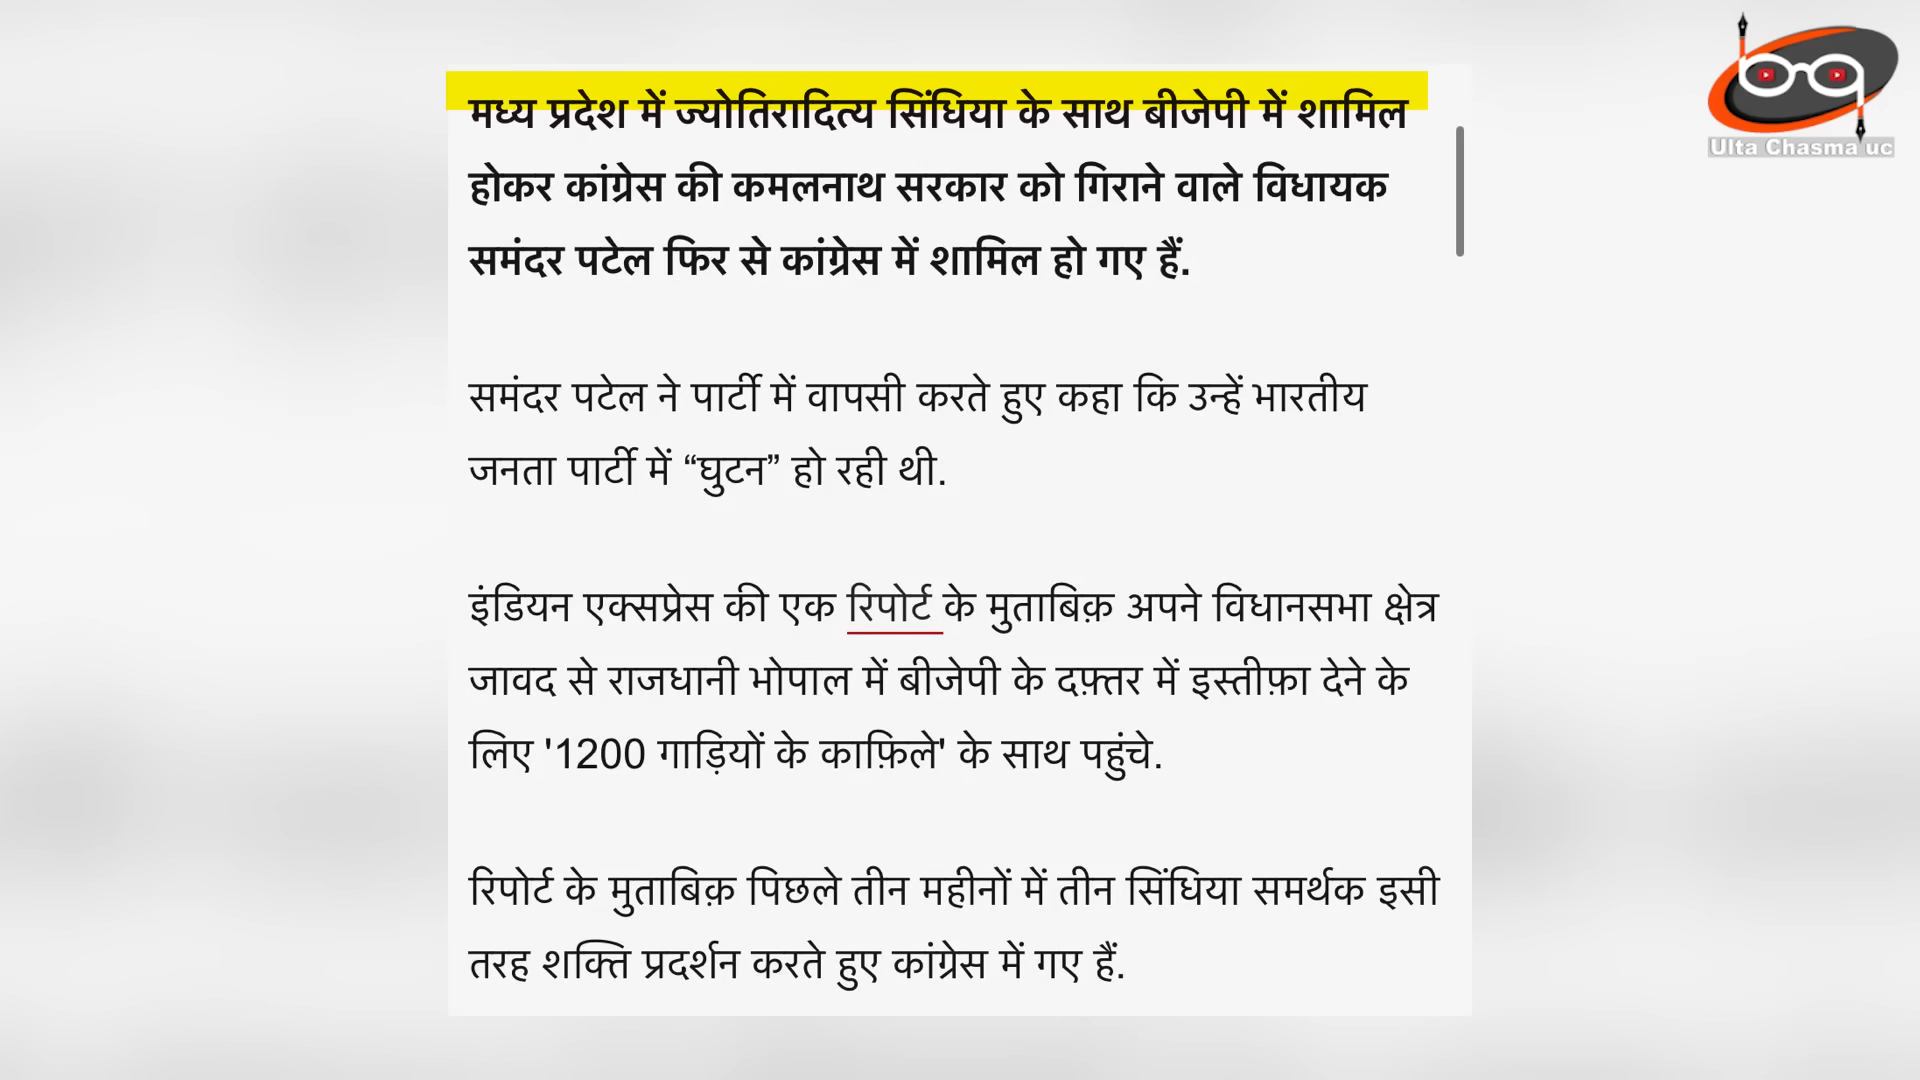 Ulta Chasma uc
मध्य प्रदेश में ज्योतिरादित्य सिंधिया के साथ बीजेपी में शामिल
होकर कांग्रेस की कमलनाथ सरकार को गिराने वाले विधायक
समंदर पटेल फिर से कांग्रेस में शामिल हो गए हैं.
समंदर पटेल ने पार्टी में वापसी करते हुए कहा कि उन्हें भारतीय
जनता पार्टी में “घुटन” हो रही थी.
इंडियन एक्सप्रेस की एक रिपोर्ट के मुताबिक़ अपने विधानसभा क्षेत्र
जावद से राजधानी भोपाल में बीजेपी के दफ़्तर में इस्तीफ़ा देने के
लिए '1200 गाड़ियों के काफ़िले' के साथ पहुंचे.
रिपोर्ट के मुताबिक़ पिछले तीन महीनों में तीन सिंधिया समर्थक इसी
तरह शक्ति प्रदर्शन करते हुए कांग्रेस में गए हैं.